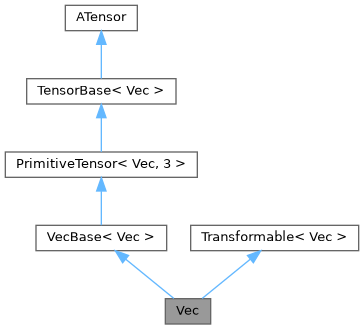 ATensor
TensorBase< Vec >
PrimitiveTensor< Vec, 3 >
VecBase< Vec >
Transformable< Vec >
Vec